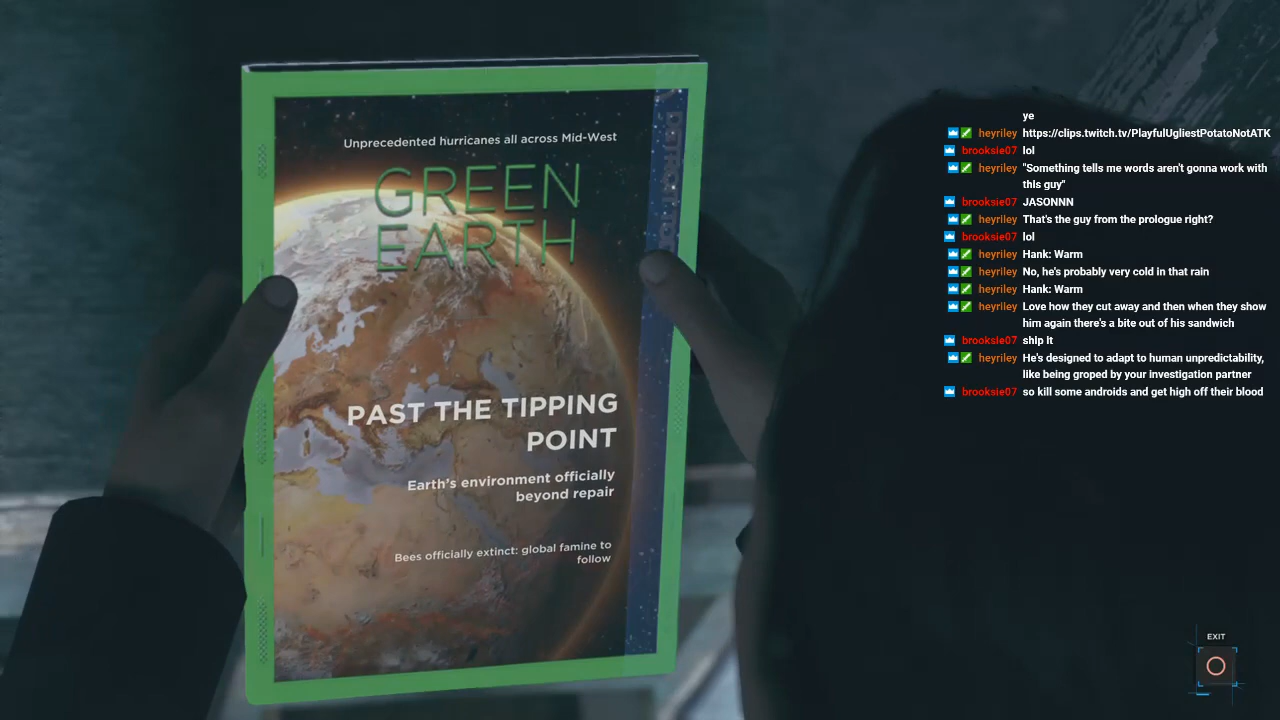 Unprecedented hurricanes all across Mid-West
GREEN
EARTH
PAST THE TIPPING
POINT
Earth's environment officially
beyond repair
Bees officially extinct: global famine to
follow
ye
heyriley https://clips.twitch.tv/PlayfulUgliestPotatoNotATK
brooksie07 lol
heyriley "Something tells me words aren't gonna work with
this guy"
brooksie07 JASONNN
heyriley That's the guy from the prologue right?
brooksie07 lol
heyriley Hank: Warm
heyriley No, he's probably very cold in that rain
heyriley Hank: Warm
heyriley Love how they cut away and then when they show
him again there's a bite out of his sandwich
brooksie07 ship it
heyriley He's designed to adapt to human unpredictability,
like being groped by your investigation partner
brooksie07 so kill some androids and get high off their blood
EXIT